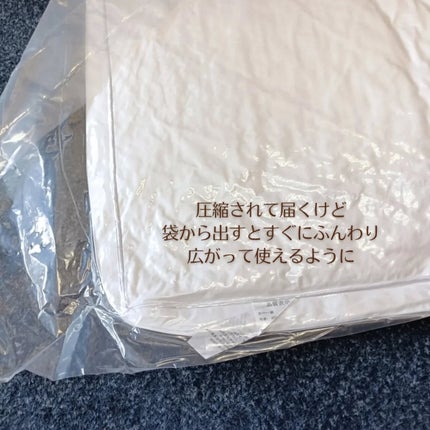 圧縮されて届くけど
袋から出すとすぐにふんわり
広がって使えるように